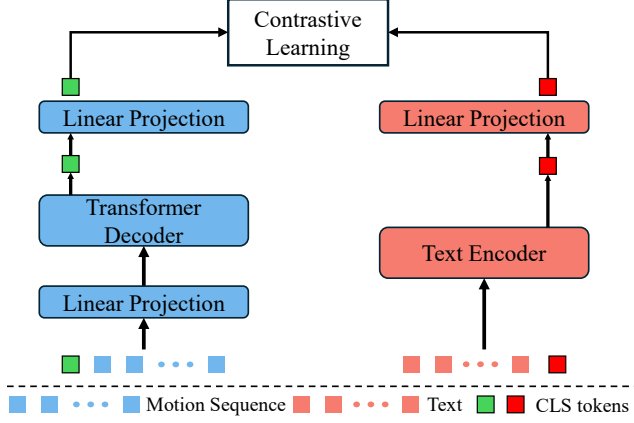 Contrastive
Learning
Linear Projection
Linear Projection
Transformer
Decoder
Text Encoder
Linear Projection
Motion Sequence
Text
CLS tokens